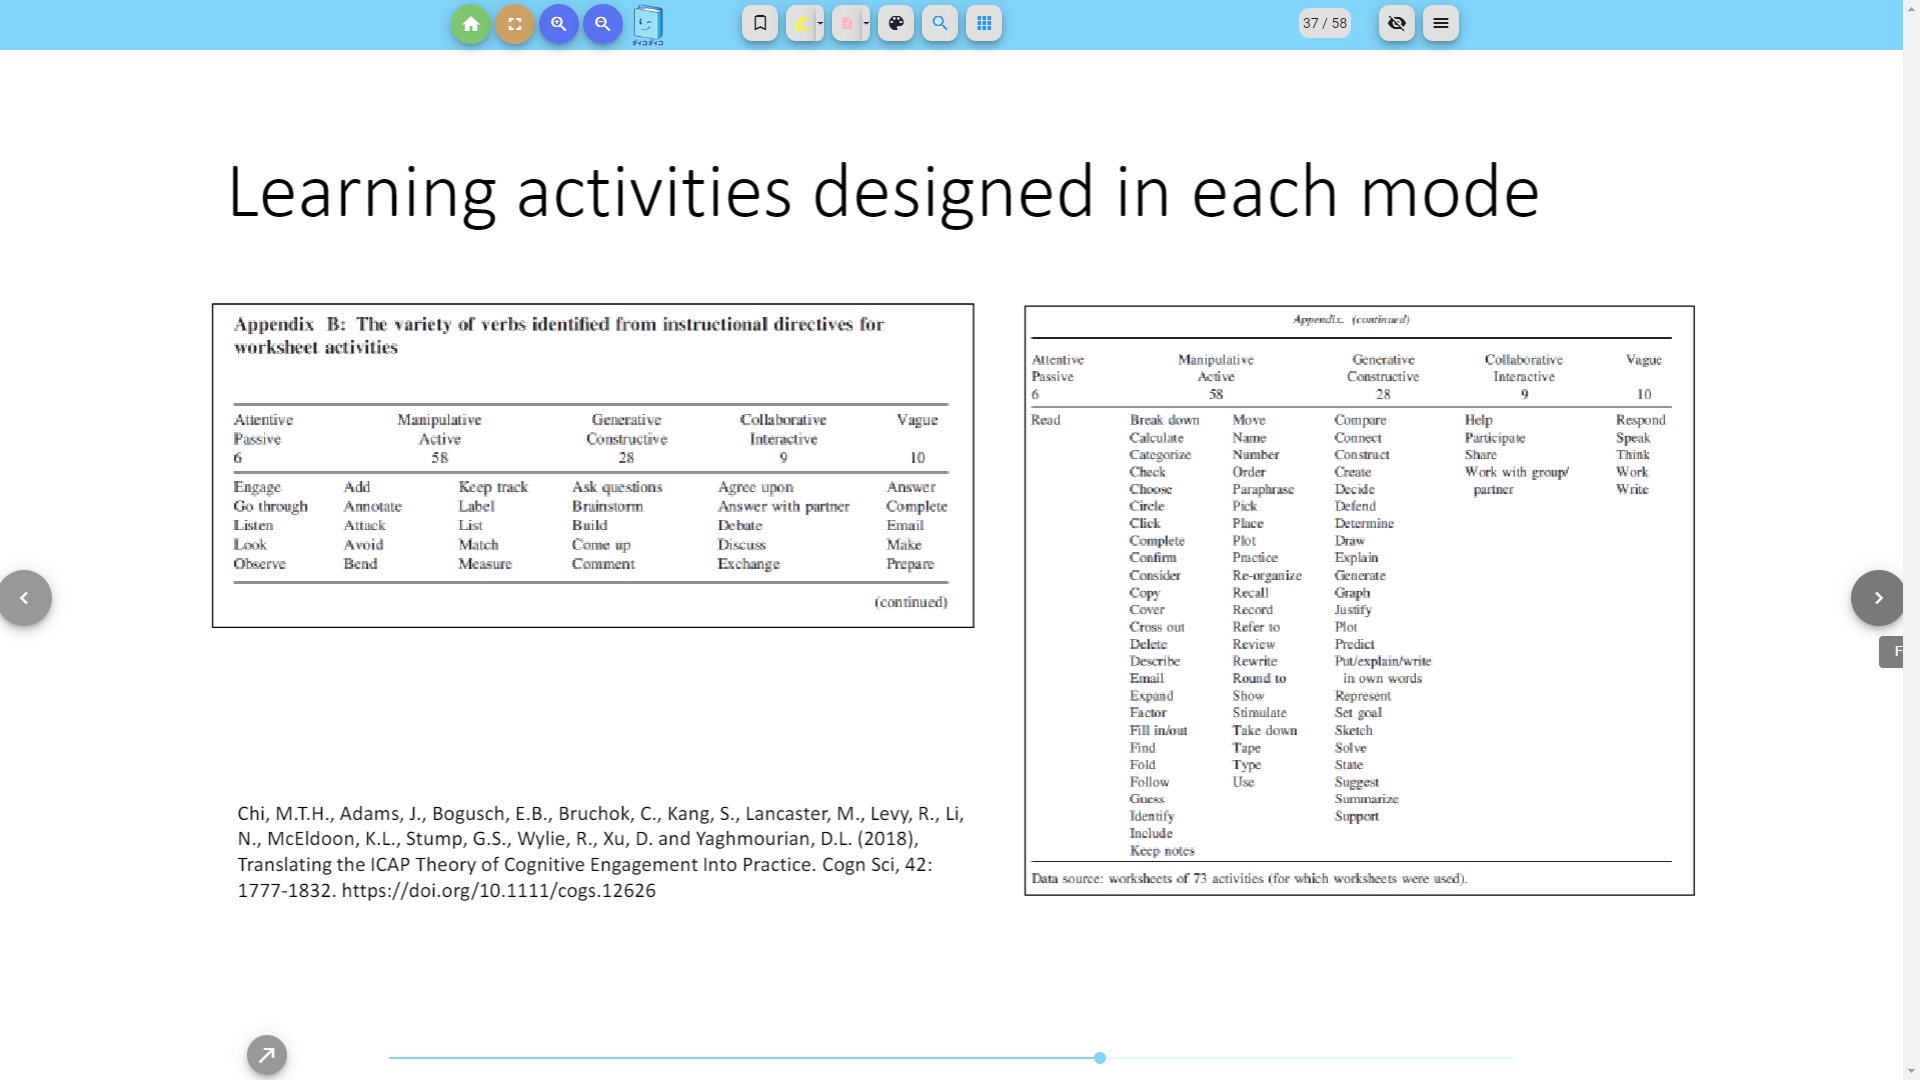 37 / 58
Learning activities designed in each mode
Appendix B: The variety of verbs identified from instructional directives for
worksheet activities
Attentive Manipulative Generative Collaborative Vague
Passive Active Constructive Interactive
6 58 28 9 10
Engage Add Keep track Ask questions Agree upon Answer
Go through Annotate Label Brainstorm Answer with partner Complete
Listen Attack List Build Debate Email
Look Avoid Match Come up Discuss Make
Observe Bend Measure Comment Exchange Prepare
(continued)
Chi, M.T.H., Adams, J., Bogusch, E.B., Bruchok, C., Kang, S., Lancaster, M., Levy, R., Li,
N., McEldoon, K.L., Stump, G.S., Wylie, R., Xu, D. and Yaghmourian, D.L. (2018),
Translating the ICAP Theory of Cognitive Engagement Into Practice. Cogn Sci, 42:
1777-1832. https://doi.org/10.1111/cogs.12626
Appendix. (continued)
Attentive Manipulative Generative Collaborative Vague
Passive Active Constructive Interactive
6 58 28 9 10
Read Break down Move Compare Help Respond
Calculate Name Connect Participate Speak
Categorize Number Construct Share Think
Check Order Create Work with group/ Work
Choose Paraphrase Decide partner Write
Circle Pick Defend
Click Place Determine
Complete Plot Draw
Confirm Practice Explain
Consider Re-organize Generate
Copy Recall Graph
Cover Record Justify
Cross out Refer to Plot
Delete Review Predict
Describe Rewrite Put/explain/write
Email Round to in own words
Expand Show Represent
Factor Stimulate Set goal
Fill in/out Take down Sketch
Find Tape Solve
Fold Type State
Follow Use Suggest
Guess Summarize
Identify Support
Include
Keep notes
Data source: worksheets of 73 activities (for which worksheets were used).